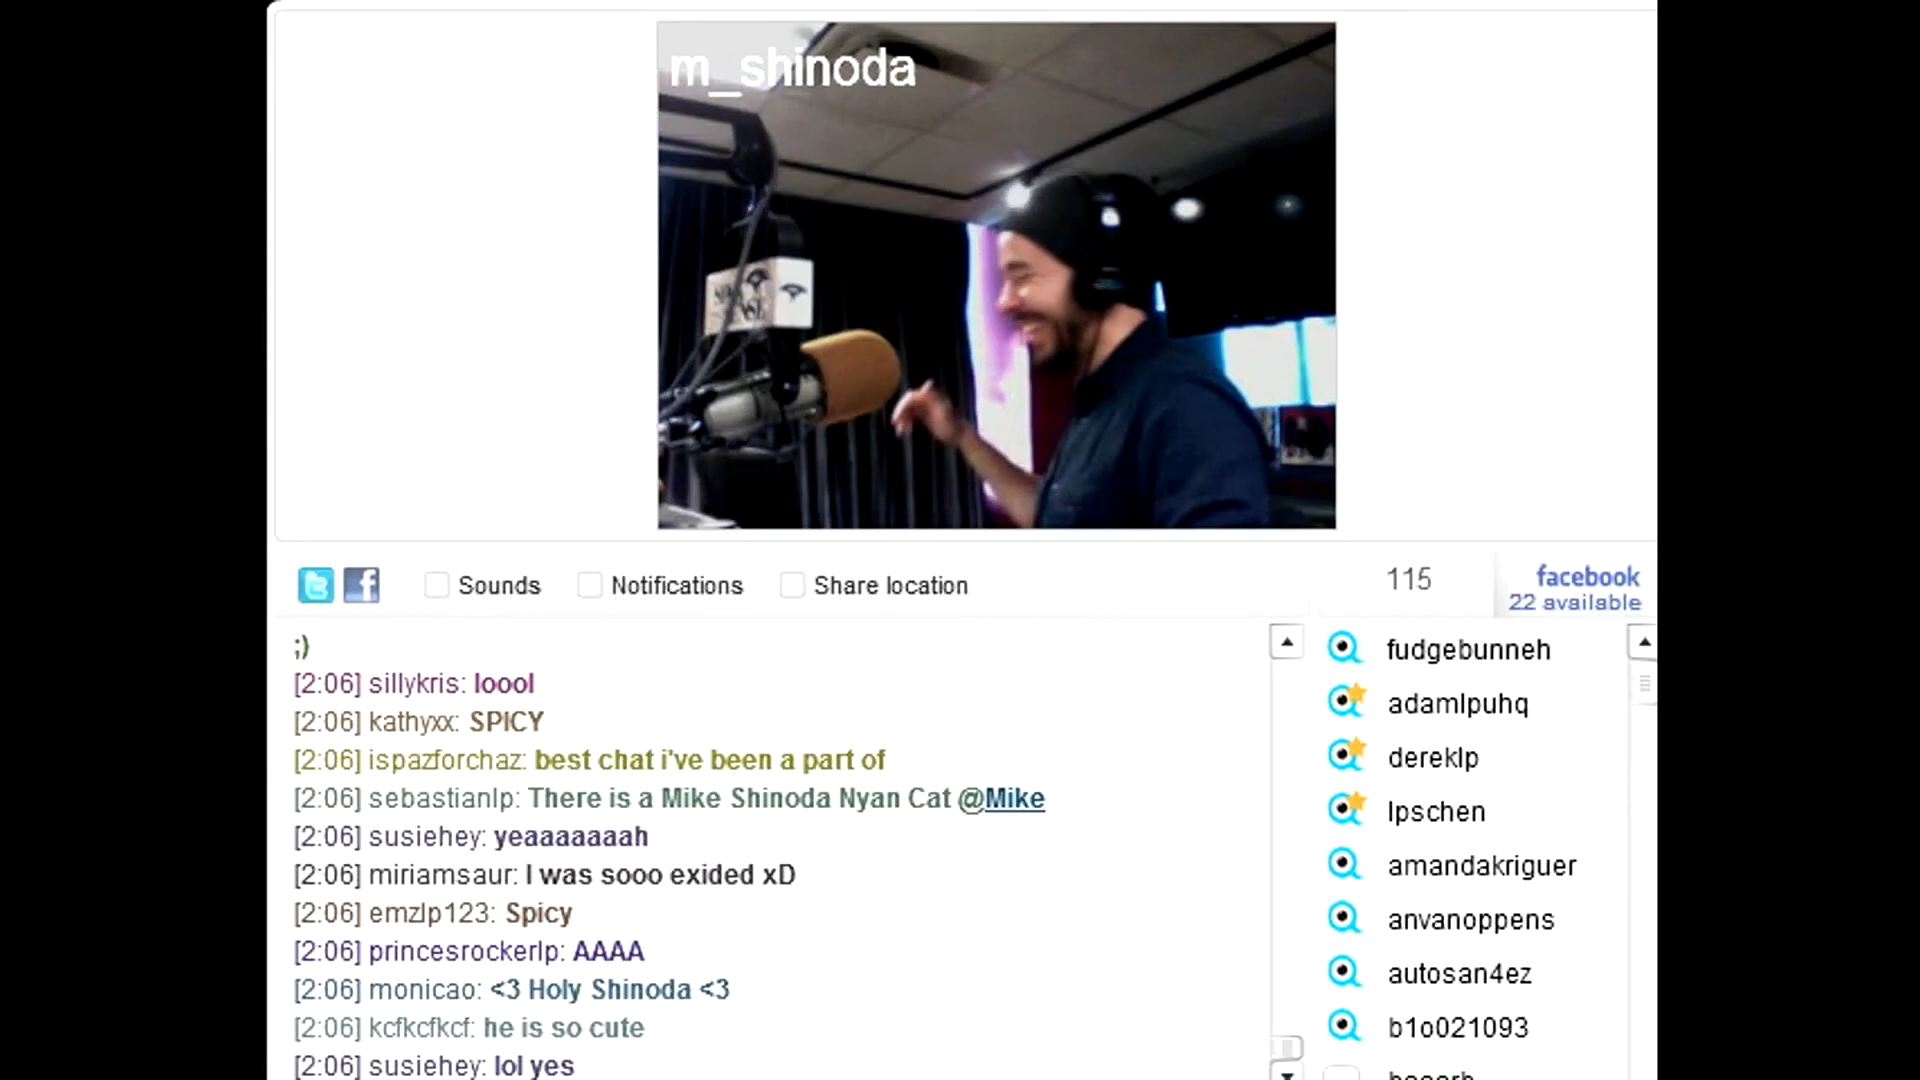 m_shinoda
Sounds
Notifications
Share location
115
facebook
22 available
;)
[2:06] sillykris: loool
[2:06] kathyxx: SPICY
[2:06] ispazforchaz: best chat i've been a part of
[2:06] sebastianlp: There is a Mike Shinoda Nyan Cat @Mike
[2:06] susiehey: yeaaaaaaah
[2:06] miriamsaur: I was sooo exided xD
[2:06] emzlp123: Spicy
[2:06] princesrockerlp: AAAA
[2:06] monicao: <3 Holy Shinoda <3
[2:06] kcfkcfkcf: he is so cute
[2:06] susiehey: lol yes
fudgebunneh
adamlpuhq
dereklp
lpschen
amandakriguer
anvanoppens
autosan4ez
b1o021093